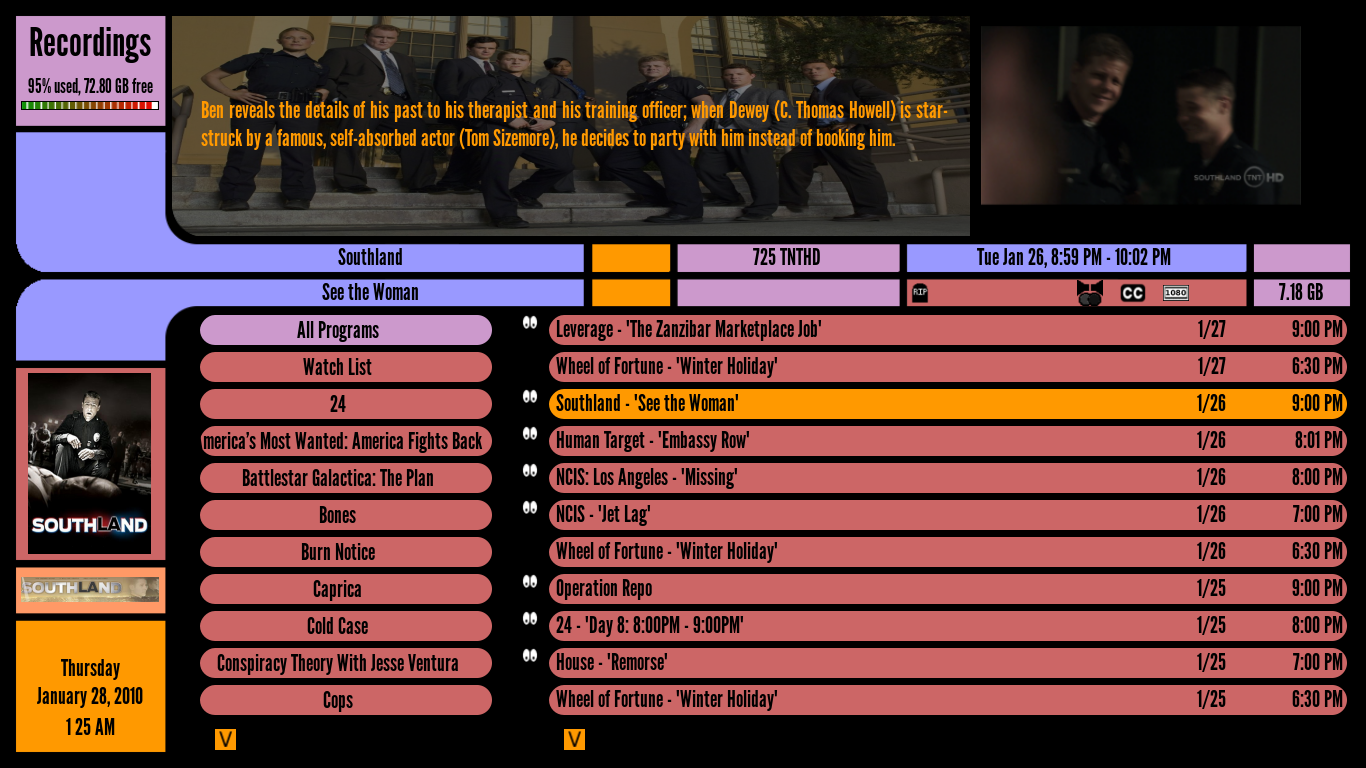 Recordings
95% used, 72.80 GB free
Ben reveals the details of his past to his therapist and his training officer; when Dewey (C. Thomas Howell) is star-
struck by a famous, self-absorbed actor (Tom Sizemore), he decides to party with him instead of booking him.
SOUTHLAND TNT HD
Southland 725 TNTHD Tue Jan 26, 8:59 PM - 10:02 PM
See the Woman RIP CC 1080 7.18 GB
All Programs
Watch List
24
merica's Most Wanted: America Fights Back
Battlestar Galactica: The Plan
Bones
Burn Notice
Caprica
Cold Case
Conspiracy Theory With Jesse Ventura
Cops
V
Leverage - 'The Zanzibar Marketplace Job' 1/27 9:00 PM
Wheel of Fortune - 'Winter Holiday' 1/27 6:30 PM
Southland - 'See the Woman' 1/26 9:00 PM
Human Target - 'Embassy Row' 1/26 8:01 PM
NCIS: Los Angeles - 'Missing' 1/26 8:00 PM
NCIS - 'Jet Lag' 1/26 7:00 PM
Wheel of Fortune - 'Winter Holiday' 1/26 6:30 PM
Operation Repo 1/25 9:00 PM
24 - 'Day 8: 8:00PM - 9:00PM' 1/25 8:00 PM
House - 'Remorse' 1/25 7:00 PM
Wheel of Fortune - 'Winter Holiday' 1/25 6:30 PM
V
SOUTHLAND
SOUTHLAND
Thursday
January 28, 2010
1 25 AM